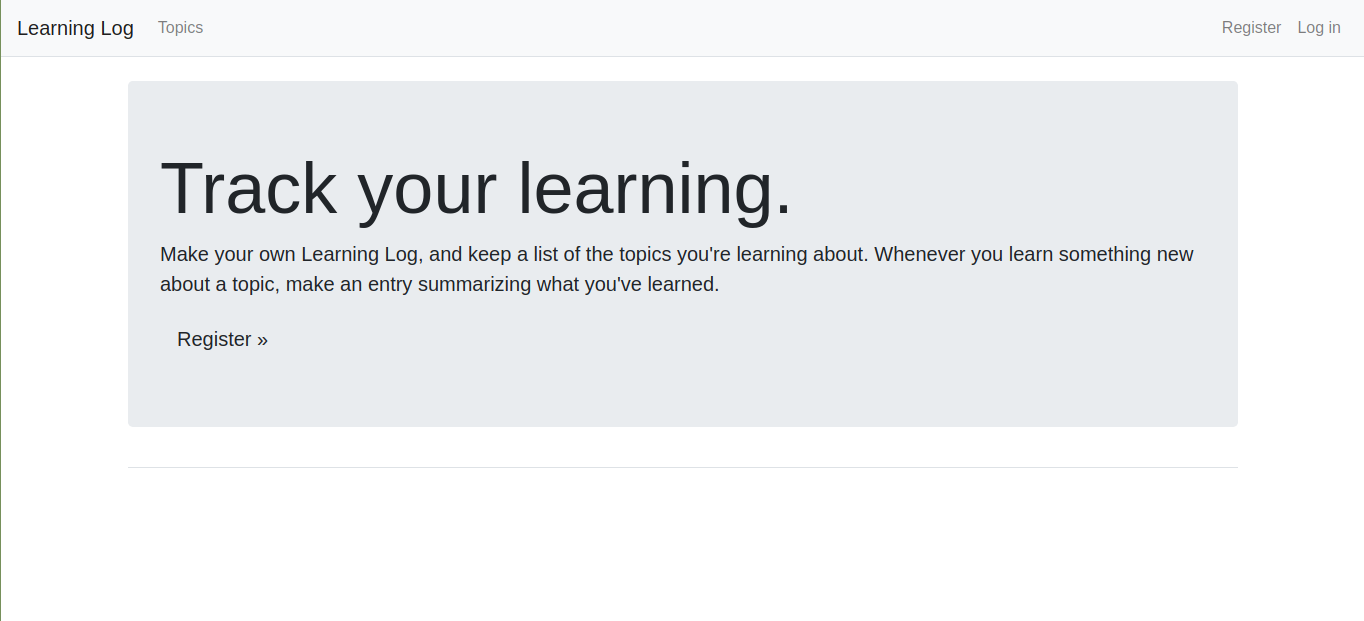 Learning Log Topics Register Log in
Track your learning.
Make your own Learning Log, and keep a list of the topics you're learning about. Whenever you learn something new
about a topic, make an entry summarizing what you've learned.
Register »